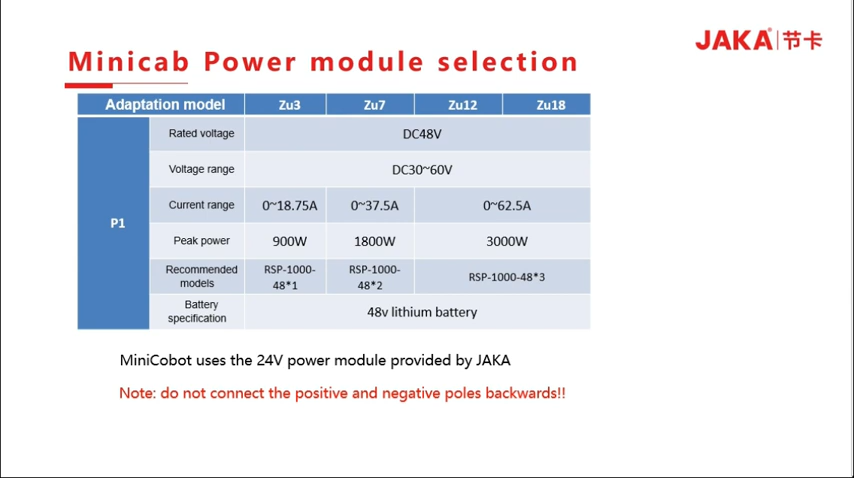 JAKA 节卡
Minicab Power module selection
Adaptation model Zu3 Zu7 Zu12 Zu18
P1
Rated voltage DC48V
Voltage range DC30~60V
Current range 0~18.75A 0~37.5A 0~62.5A
Peak power 900W 1800W 3000W
Recommended models RSP-1000-48*1 RSP-1000-48*2 RSP-1000-48*3
Battery specification 48v lithium battery
MiniCobot uses the 24V power module provided by JAKA
Note: do not connect the positive and negative poles backwards!!